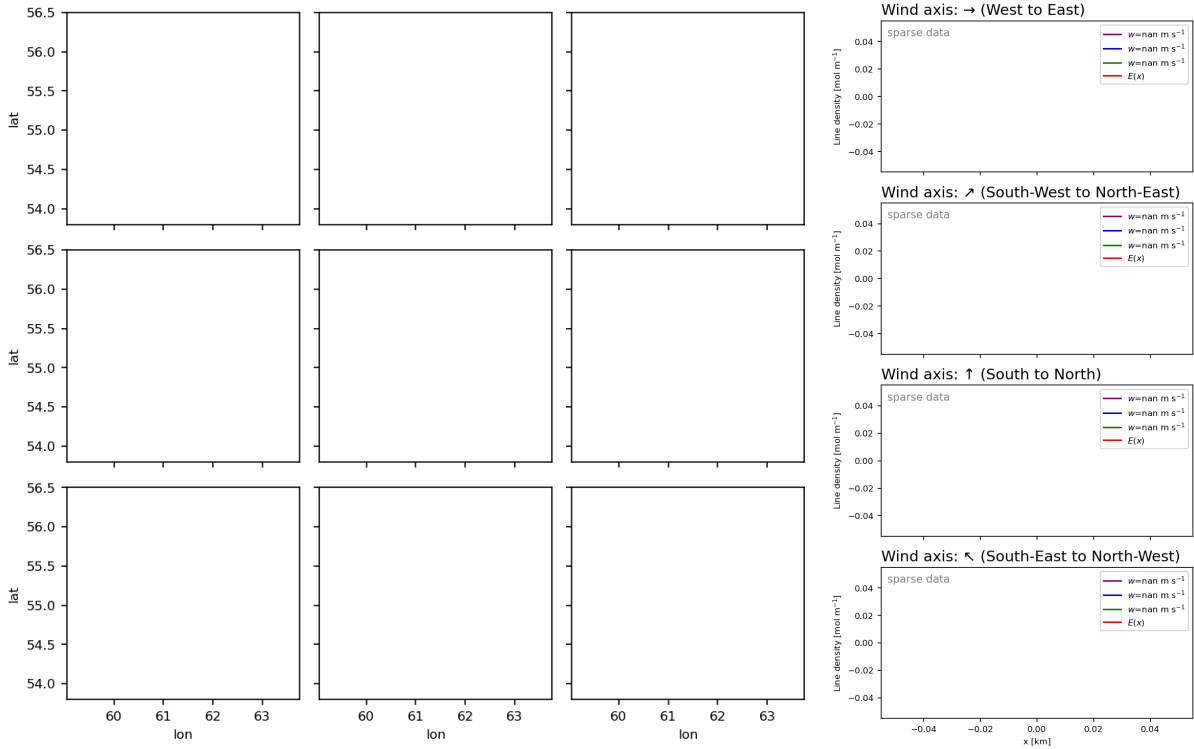 56.5
56.0
55.5
55.0
54.5
54.0
lat
56.5
56.0
55.5
55.0
54.5
54.0
lat
56.5
56.0
55.5
55.0
54.5
54.0
lat
60 61 62 63
lon
60 61 62 63
lon
60 61 62 63
lon
Wind axis: → (West to East)
sparse data
w=nan m s⁻¹
w=nan m s⁻¹
w=nan m s⁻¹
E(x)
0.04
0.02
0.00
−0.02
−0.04
Line density [mol m⁻¹]
Wind axis: ↗ (South-West to North-East)
sparse data
w=nan m s⁻¹
w=nan m s⁻¹
w=nan m s⁻¹
E(x)
0.04
0.02
0.00
−0.02
−0.04
Line density [mol m⁻¹]
Wind axis: ↑ (South to North)
sparse data
w=nan m s⁻¹
w=nan m s⁻¹
w=nan m s⁻¹
E(x)
0.04
0.02
0.00
−0.02
−0.04
Line density [mol m⁻¹]
Wind axis: ↖ (South-East to North-West)
sparse data
w=nan m s⁻¹
w=nan m s⁻¹
w=nan m s⁻¹
E(x)
0.04
0.02
0.00
−0.02
−0.04
Line density [mol m⁻¹]
−0.04 −0.02 0.00 0.02 0.04
x [km]